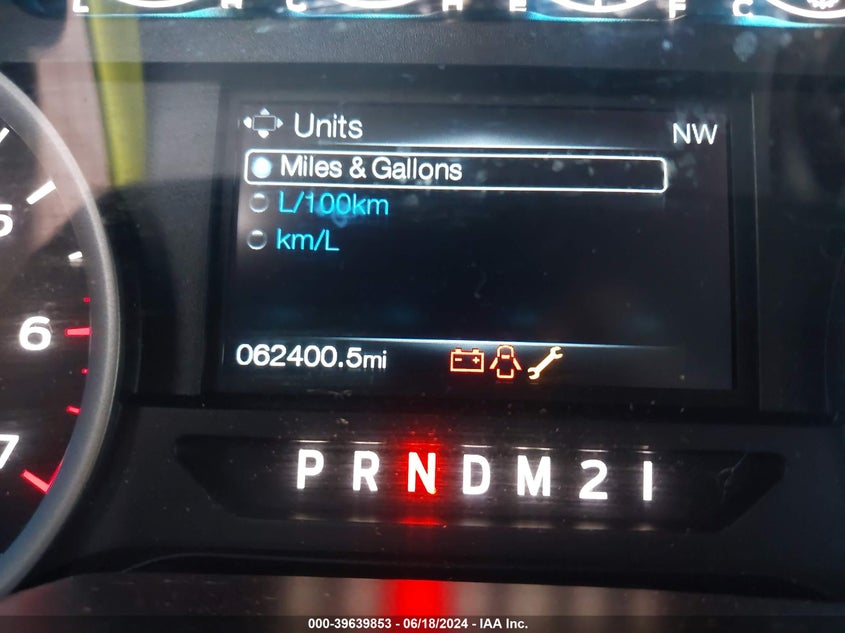 E F C
Units
NW
Miles & Gallons
L/100km
km/L
5
6
062400.5mi
7
P R N D M 2 1
000-39639853 - 06/18/2024 - IAA Inc.